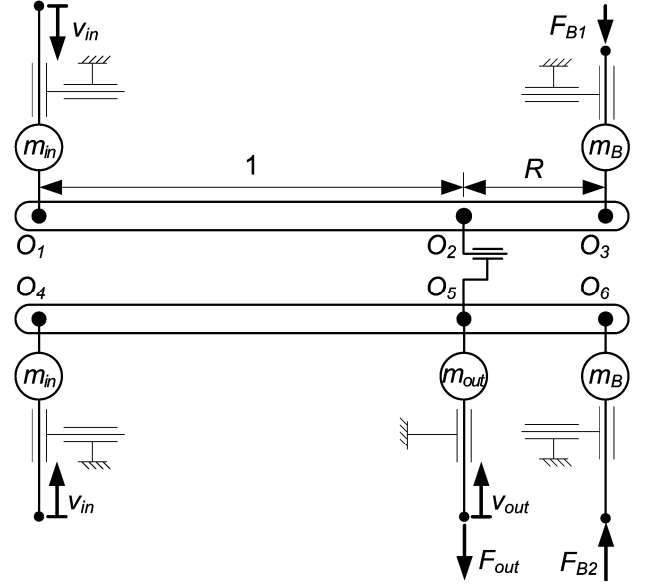 v_in F_B1
m_in m_B
1 R
O_1 O_2 O_3
O_4 O_5 O_6
m_in m_out m_B
v_in v_out
F_out F_B2